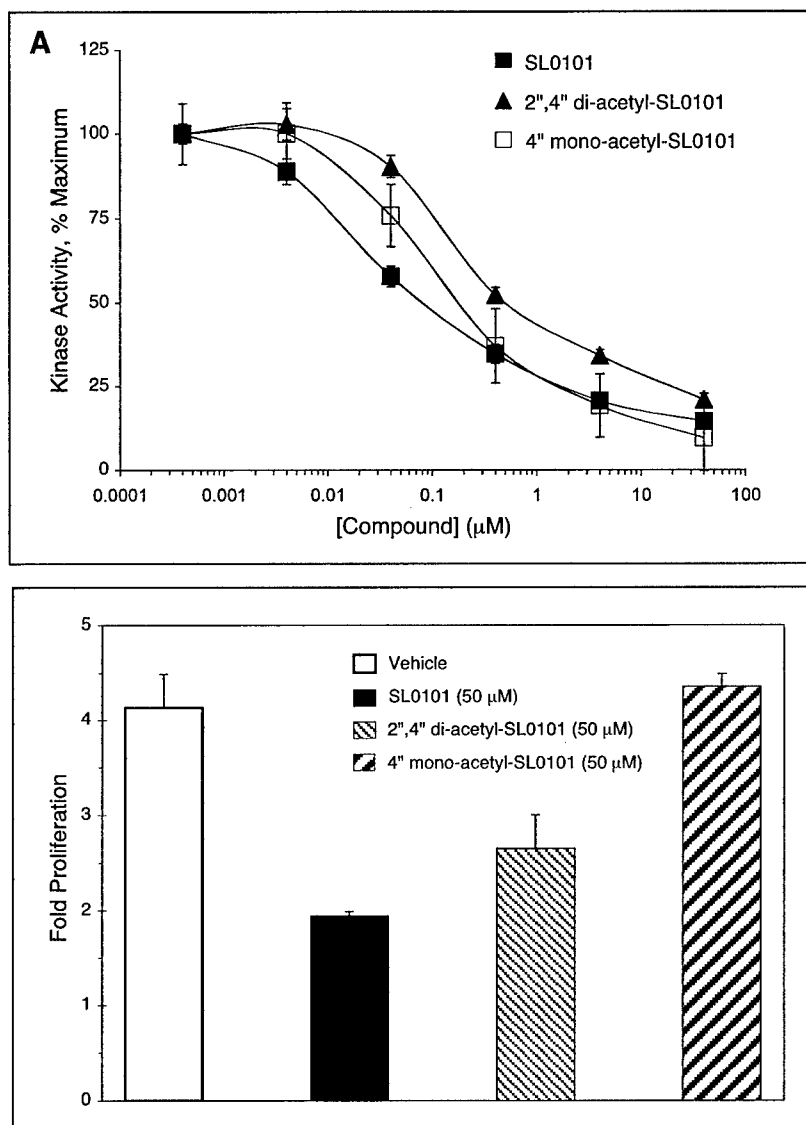 A
SL0101
2",4" di-acetyl-SL0101
4" mono-acetyl-SL0101
Kinase Activity, % Maximum
125
100
75
50
25
0
0.0001 0.001 0.01 0.1 1 10 100
[Compound] (μM)
Fold Proliferation
5
4
3
2
1
0
Vehicle
SL0101 (50 μM)
2",4" di-acetyl-SL0101 (50 μM)
4" mono-acetyl-SL0101 (50 μM)